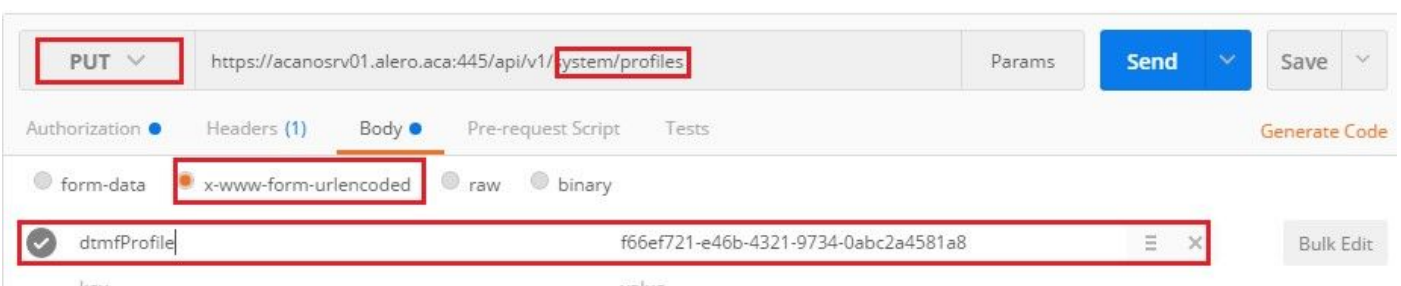 PUT https://acanosrv01.alero.aca:445/api/v1/system/profiles Params Send Save
Authorization Headers (1) Body Pre-request Script Tests Generate Code
form-data x-www-form-urlencoded raw binary
dtmfProfile f66ef721-e46b-4321-9734-0abc2a4581a8 Bulk Edit